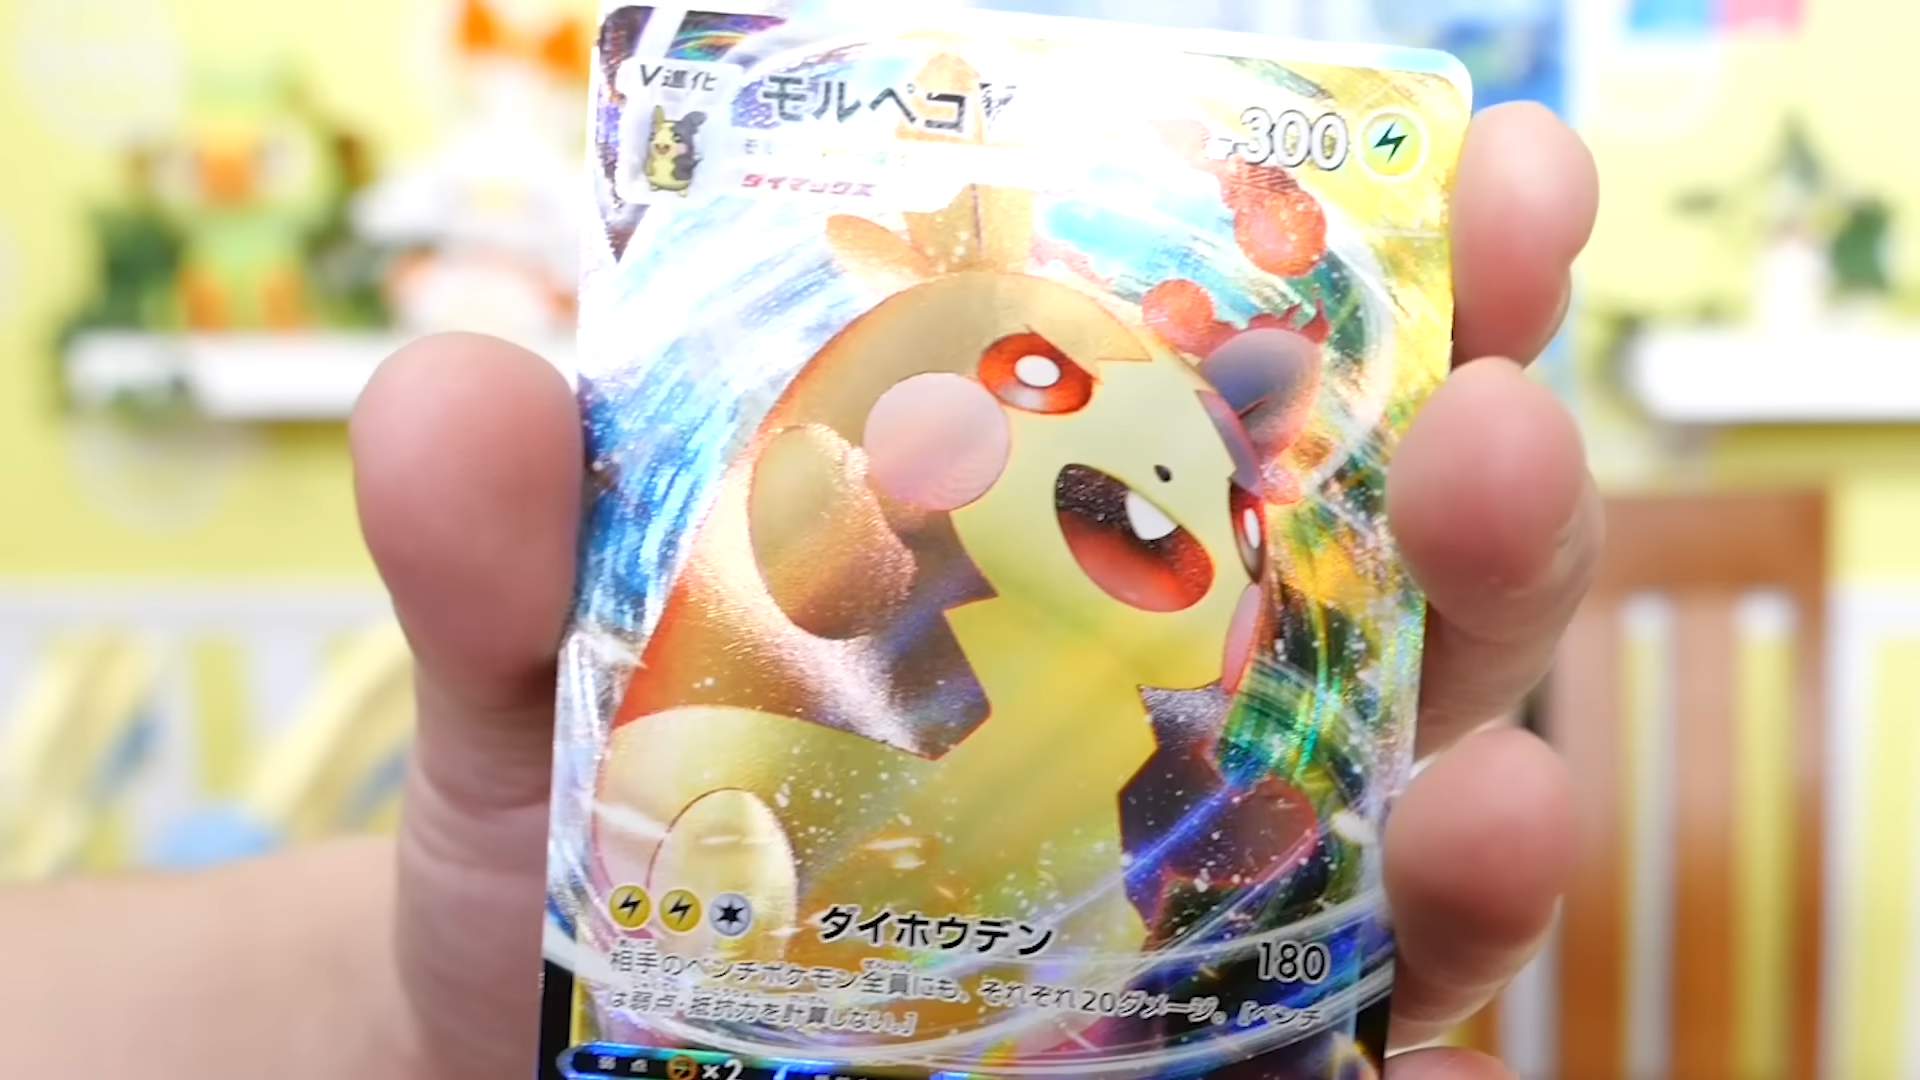 V進化
モルペコV
ダイマックス
300
ダイホウデン
180
相手のベンチポケモン全員にも、それぞれ20ダメージ。[ベンチ
は弱点・抵抗力を計算しない。]
×2